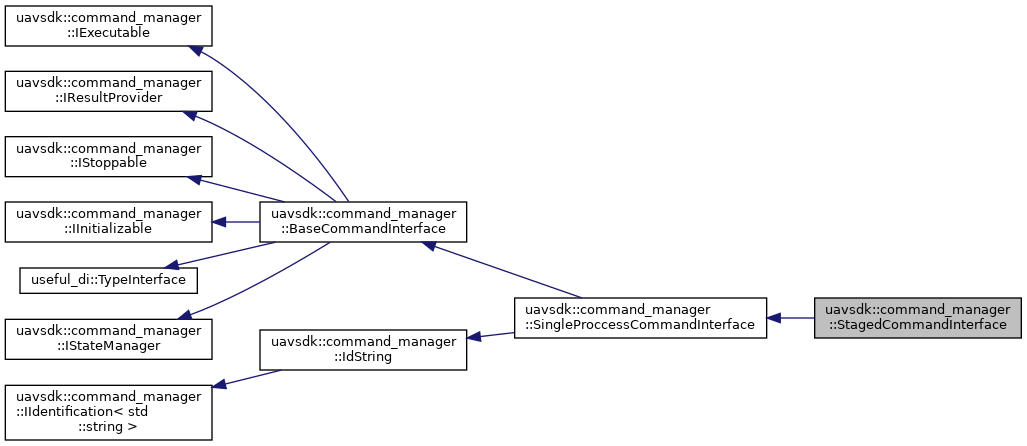 uavsdk::command_manager
::IExecutable
uavsdk::command_manager
::IResultProvider
uavsdk::command_manager
::IStoppable
uavsdk::command_manager
::IInitializable
useful_di::TypeInterface
uavsdk::command_manager
::IStateManager
uavsdk::command_manager
::IIdentification< std
::string >
uavsdk::command_manager
::BaseCommandInterface
uavsdk::command_manager
::IdString
uavsdk::command_manager
::SingleProccessCommandInterface
uavsdk::command_manager
::StagedCommandInterface